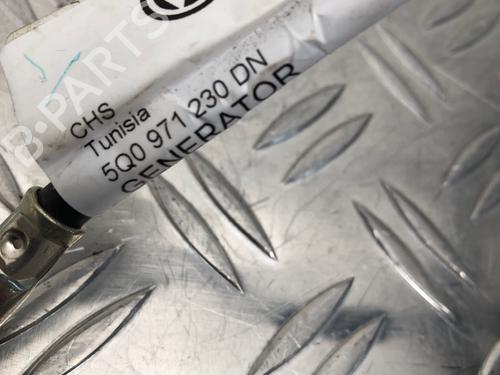 B-PARTS
CHS
Tunisia
5Q0 971 230 DN
GENERATOR